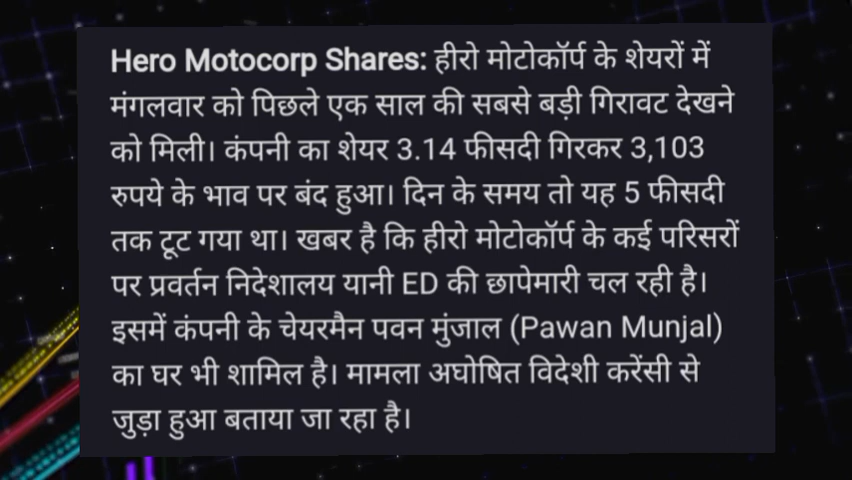 Hero Motocorp Shares: हीरो मोटोकॉर्प के शेयरों में
मंगलवार को पिछले एक साल की सबसे बड़ी गिरावट देखने
को मिली। कंपनी का शेयर 3.14 फीसदी गिरकर 3,103
रुपये के भाव पर बंद हुआ। दिन के समय तो यह 5 फीसदी
तक टूट गया था। खबर है कि हीरो मोटोकॉर्प के कई परिसरों
पर प्रवर्तन निदेशालय यानी ED की छापेमारी चल रही है।
इसमें कंपनी के चेयरमैन पवन मुंजाल (Pawan Munjal)
का घर भी शामिल है। मामला अघोषित विदेशी करेंसी से
जुड़ा हुआ बताया जा रहा है।